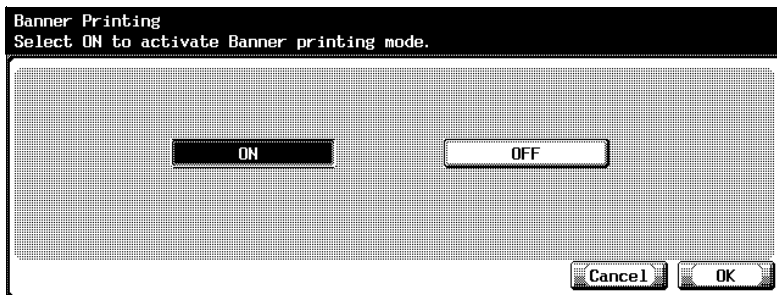 Banner Printing
Select ON to activate Banner printing mode.
ON OFF
Cancel OK